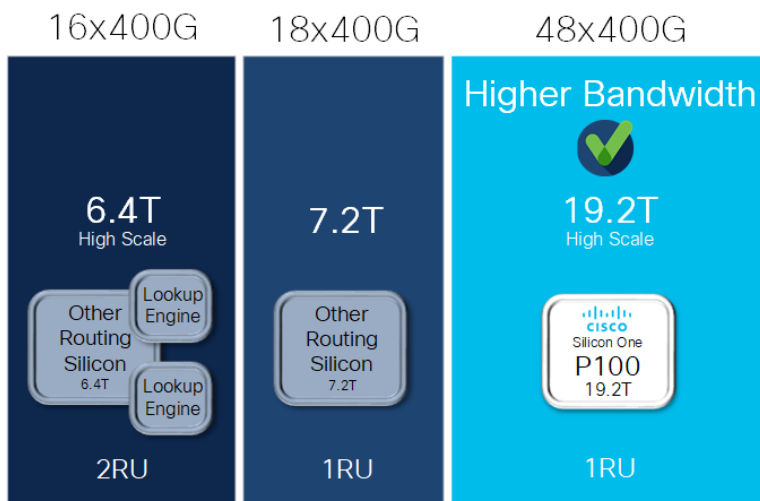 16x400G
18x400G
48x400G
Higher Bandwidth
6.4T
High Scale
7.2T
19.2T
High Scale
Other
Routing
Silicon
6.4T
Lookup
Engine
Lookup
Engine
Other
Routing
Silicon
7.2T
CISCO
Silicon One
P100
19.2T
2RU
1RU
1RU